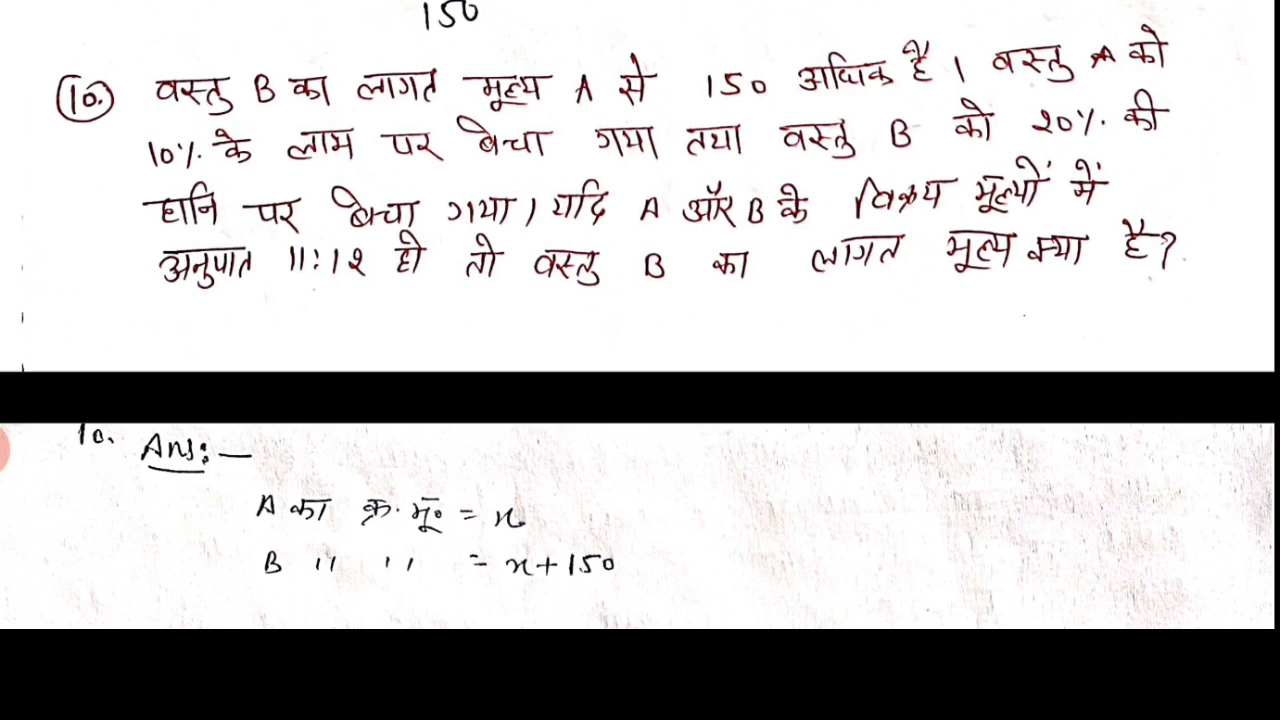 150
10. वस्तु B का लागत मूल्य A से 150 अधिक है। वस्तु A को
10%. के लाभ पर बेचा गया तथा वस्तु B को 20%. की
हानि पर बेचा गया, यदि A और B के विक्रय मूल्यों में
अनुपात 11:12 हो तो वस्तु B का लागत मूल्य क्या है?
10. Ans:—
A का क्र. मू॰ = x
B '' '' = x+150